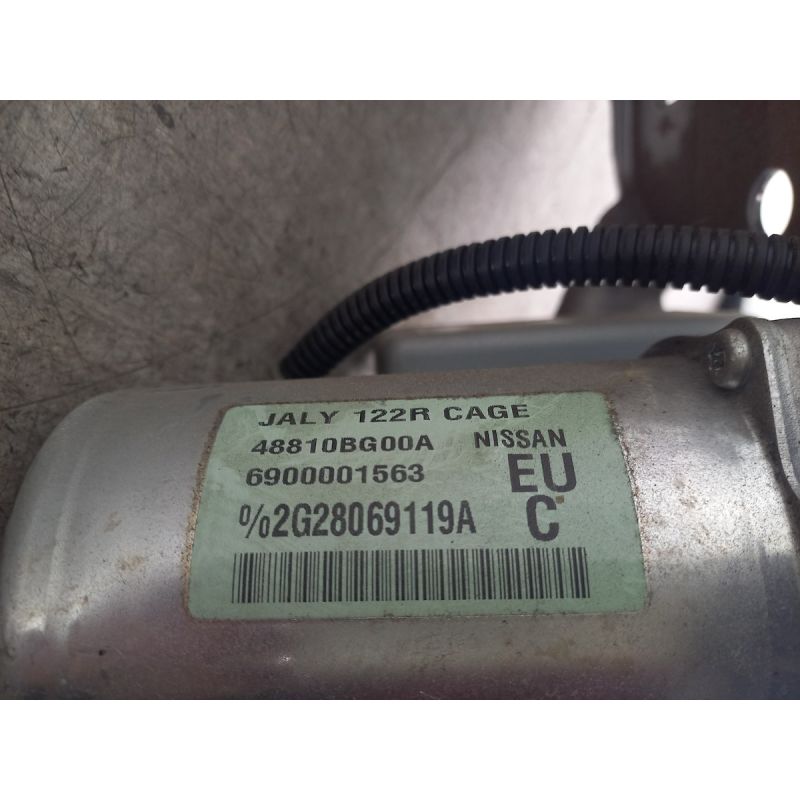 JALY 122R CAGE
48810BG00A NISSAN
6900001563 EU
%2G28069119A C